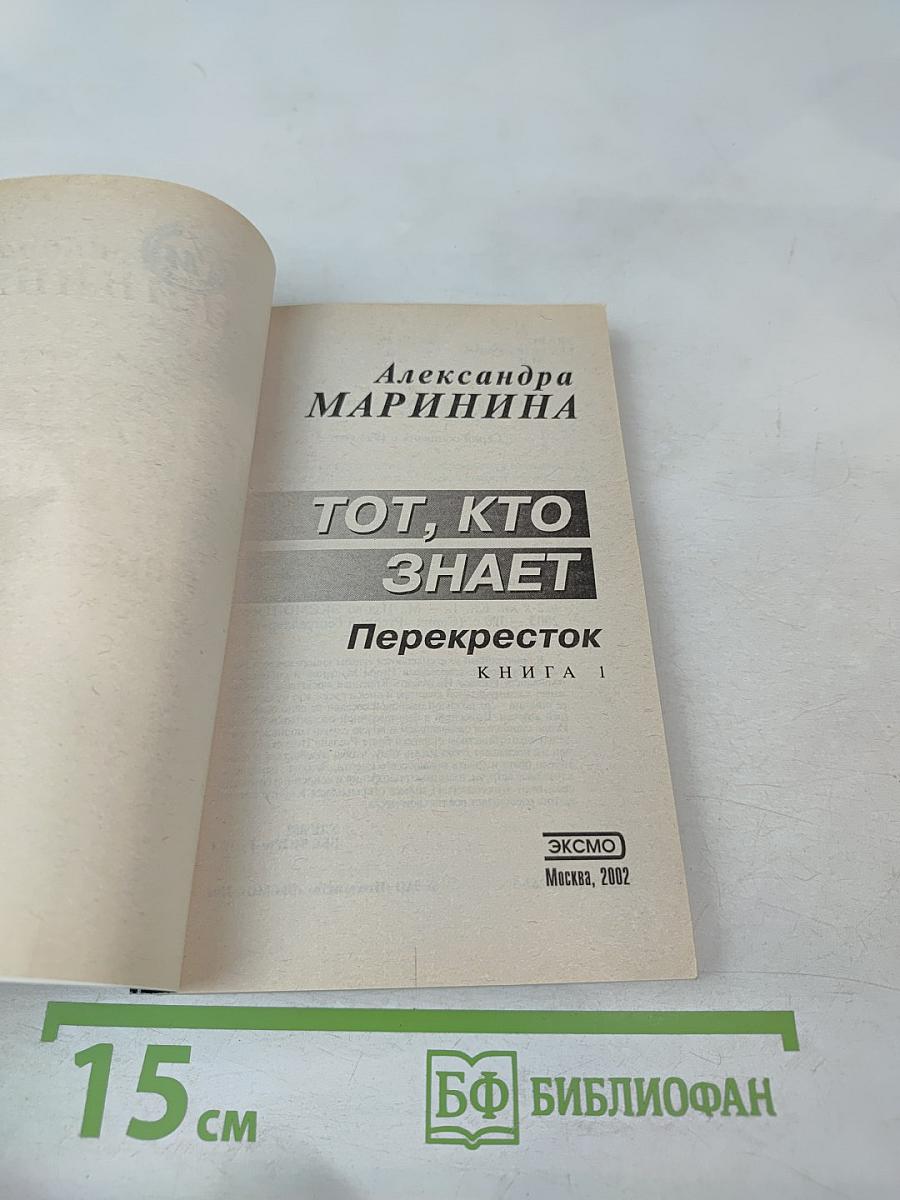 Александра
МАРИНИНА
ТОТ, КТО
ЗНАЕТ
Перекресток
КНИГА 1
ЭКСМО
Москва, 2002
15 см
БФ БИБЛИОФАН